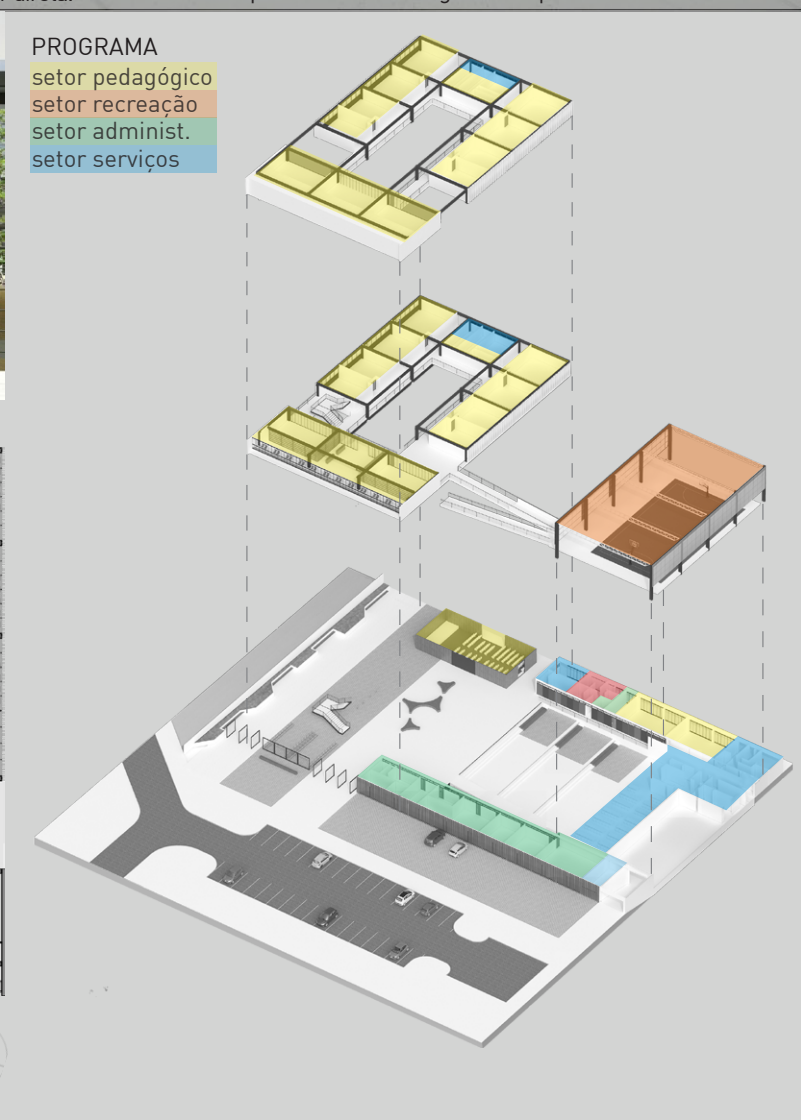 PROGRAMA
setor pedagógico
setor recreação
setor administ.
setor serviços